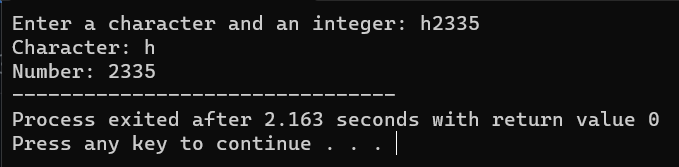 Enter a character and an integer: h2335
Character: h
Number: 2335
--------------------------------
Process exited after 2.163 seconds with return value 0
Press any key to continue . . .